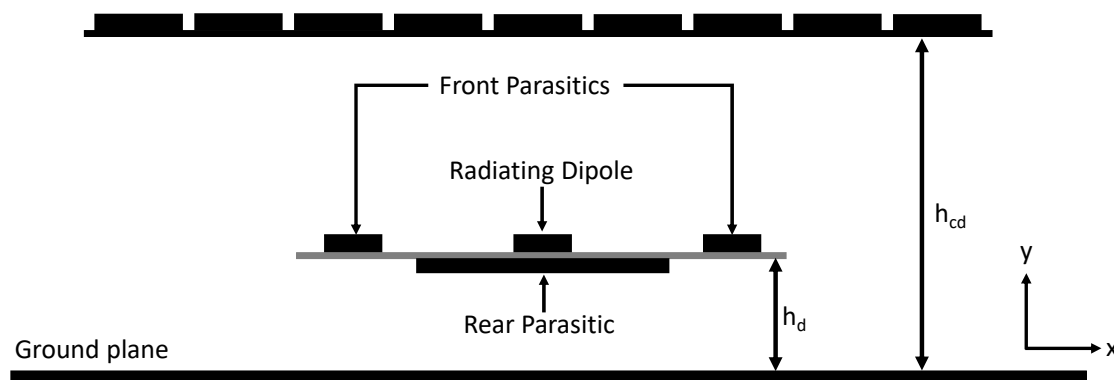 Front Parasitics
Radiating Dipole
h_cd
y
Rear Parasitic
h_d
Ground plane
x